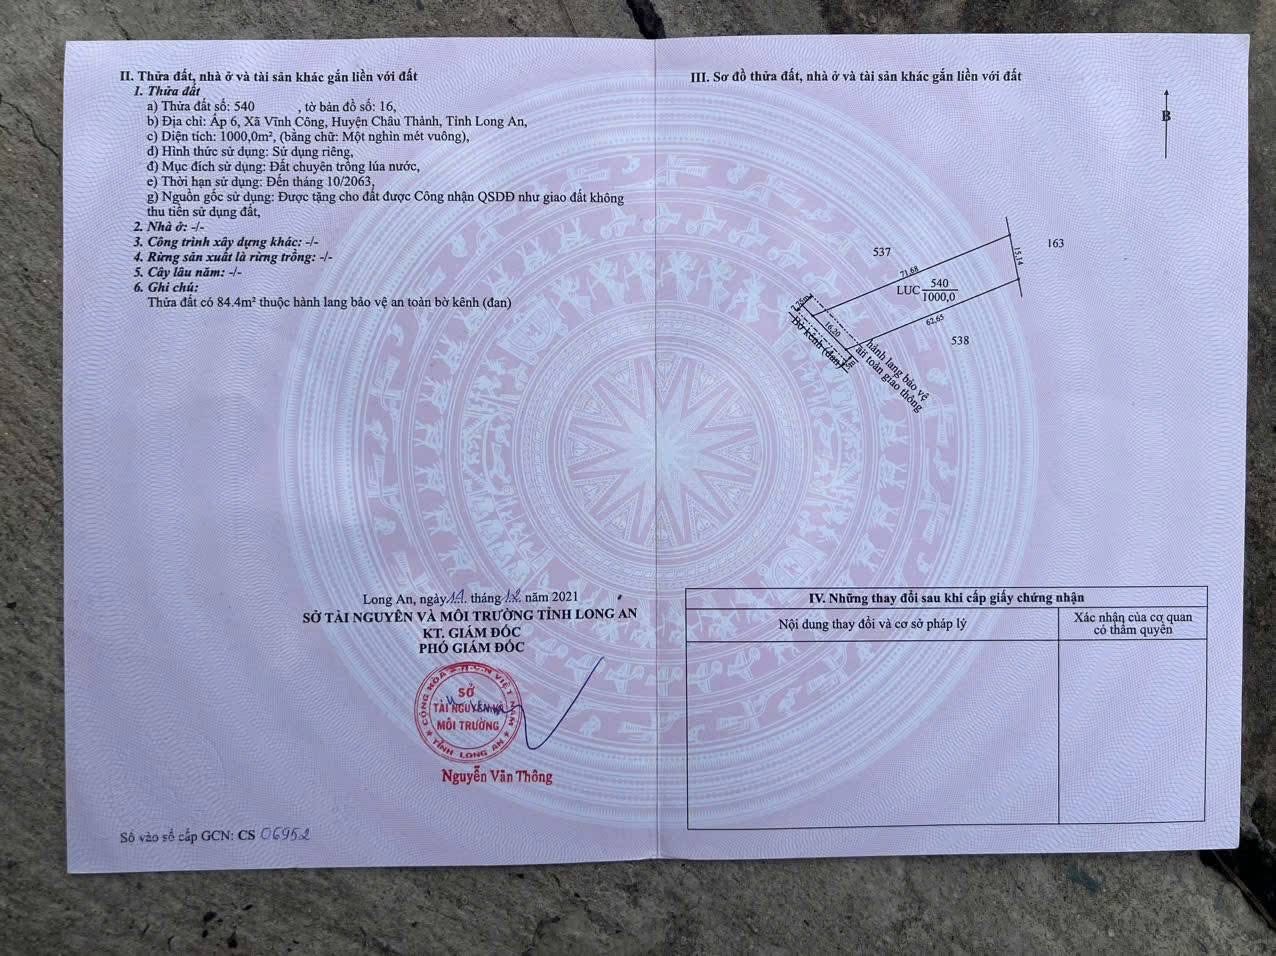 II. Thửa đất, nhà ở và tài sản khác gắn liền với đất
1. Thửa đất
a) Thửa đất số: 540 , tờ bản đồ số: 16,
b) Địa chỉ: Ấp 6, Xã Vĩnh Công, Huyện Châu Thành, Tỉnh Long An,
c) Diện tích: 1000,0m², (bằng chữ: Một nghìn mét vuông),
d) Hình thức sử dụng: Sử dụng riêng,
đ) Mục đích sử dụng: Đất chuyên trồng lúa nước,
e) Thời hạn sử dụng: Đến tháng 10/2063,
g) Nguồn gốc sử dụng: Được tặng cho đất được Công nhận QSDĐ như giao đất không
thu tiền sử dụng đất,
2. Nhà ở: -/-
3. Công trình xây dựng khác: -/-
4. Rừng sản xuất là rừng trồng: -/-
5. Cây lâu năm: -/-
6. Ghi chú:
Thửa đất có 84.4m² thuộc hành lang bảo vệ an toàn bờ kênh (đan)
Long An, ngày tháng 12 năm 2021
SỞ TÀI NGUYÊN VÀ MÔI TRƯỜNG TỈNH LONG AN
KT. GIÁM ĐỐC
PHÓ GIÁM ĐỐC
CỘNG HÒA X.H.C.N VIỆT NAM
SỞ
TÀI NGUYÊN VÀ
MÔI TRƯỜNG
TỈNH LONG AN
Nguyễn Văn Thông
Số vào sổ cấp GCN: CS 06952
III. Sơ đồ thửa đất, nhà ở và tài sản khác gắn liền với đất
B
537
163
71,68
15,14
LUC 540
1000,0
62,65
538
16,20
Bờ kênh (đan)
hành lang bảo vệ
an toàn giao thông
IV. Những thay đổi sau khi cấp giấy chứng nhận
Nội dung thay đổi và cơ sở pháp lý
Xác nhận của cơ quan
có thẩm quyền